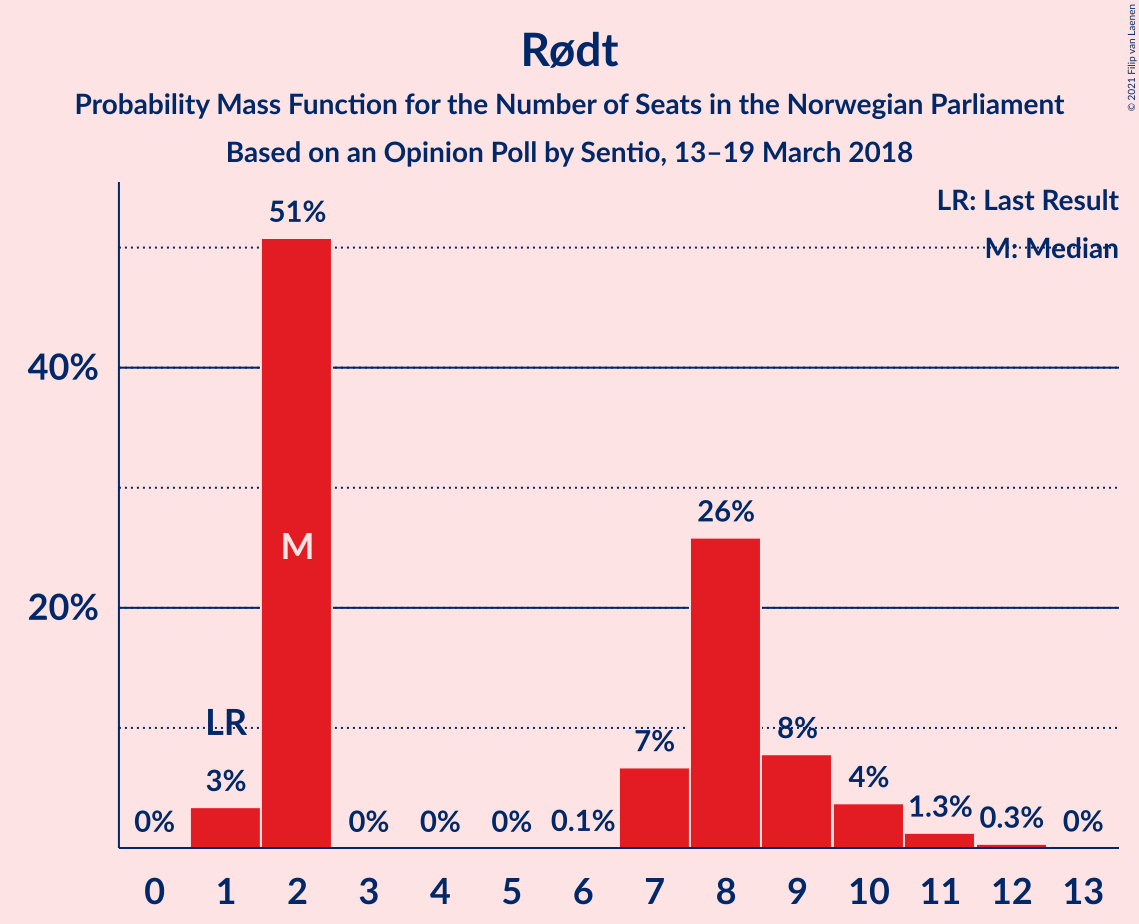 Rødt
Probability Mass Function for the Number of Seats in the Norwegian Parliament
Based on an Opinion Poll by Sentio, 13–19 March 2018
© 2021 Filip van Laenen
LR: Last Result
M: Median
51%
40%
26%
M
20%
LR
3%
7%
8%
4%
1.3%
0.3%
0%
0%
0%
0%
0.1%
0%
0 1 2 3 4 5 6 7 8 9 10 11 12 13